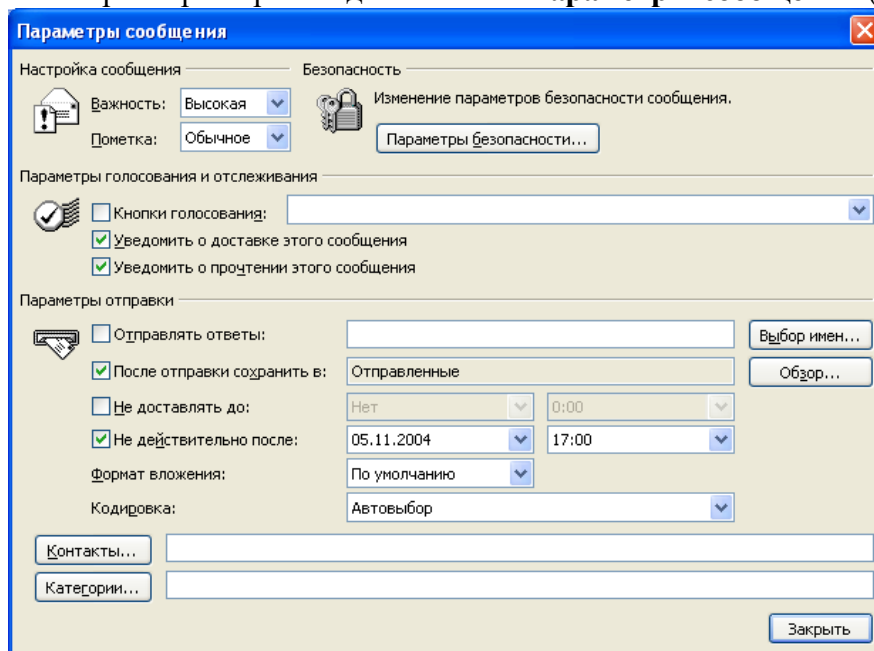 Параметры сообщения
Настройка сообщения Безопасность
Важность: Высокая Изменение параметров безопасности сообщения.
Пометка: Обычное Параметры безопасности...
Параметры голосования и отслеживания
Кнопки голосования:
Уведомить о доставке этого сообщения
Уведомить о прочтении этого сообщения
Параметры отправки
Отправлять ответы: Выбор имен...
После отправки сохранить в: Отправленные Обзор...
Не доставлять до: Нет 0:00
Не действительно после: 05.11.2004 17:00
Формат вложения: По умолчанию
Кодировка: Автовыбор
Контакты...
Категории...
Закрыть